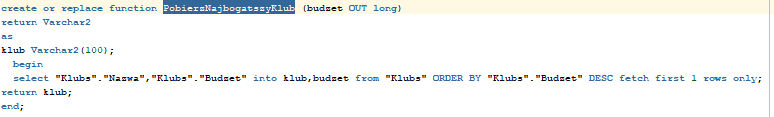 create or replace function PobierzNajbogatszyKlub (budzet OUT long)
return Varchar2
as
klub Varchar2(100);
begin
select "Klubs"."Nazwa","Klubs"."Budzet" into klub,budzet from "Klubs" ORDER BY "Klubs"."Budzet" DESC fetch first 1 rows only;
return klub;
end;